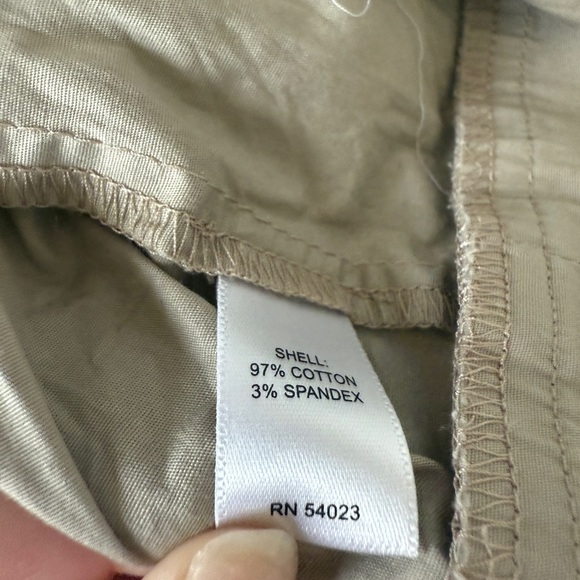 SHELL:
97% COTTON
3% SPANDEX
RN 54023